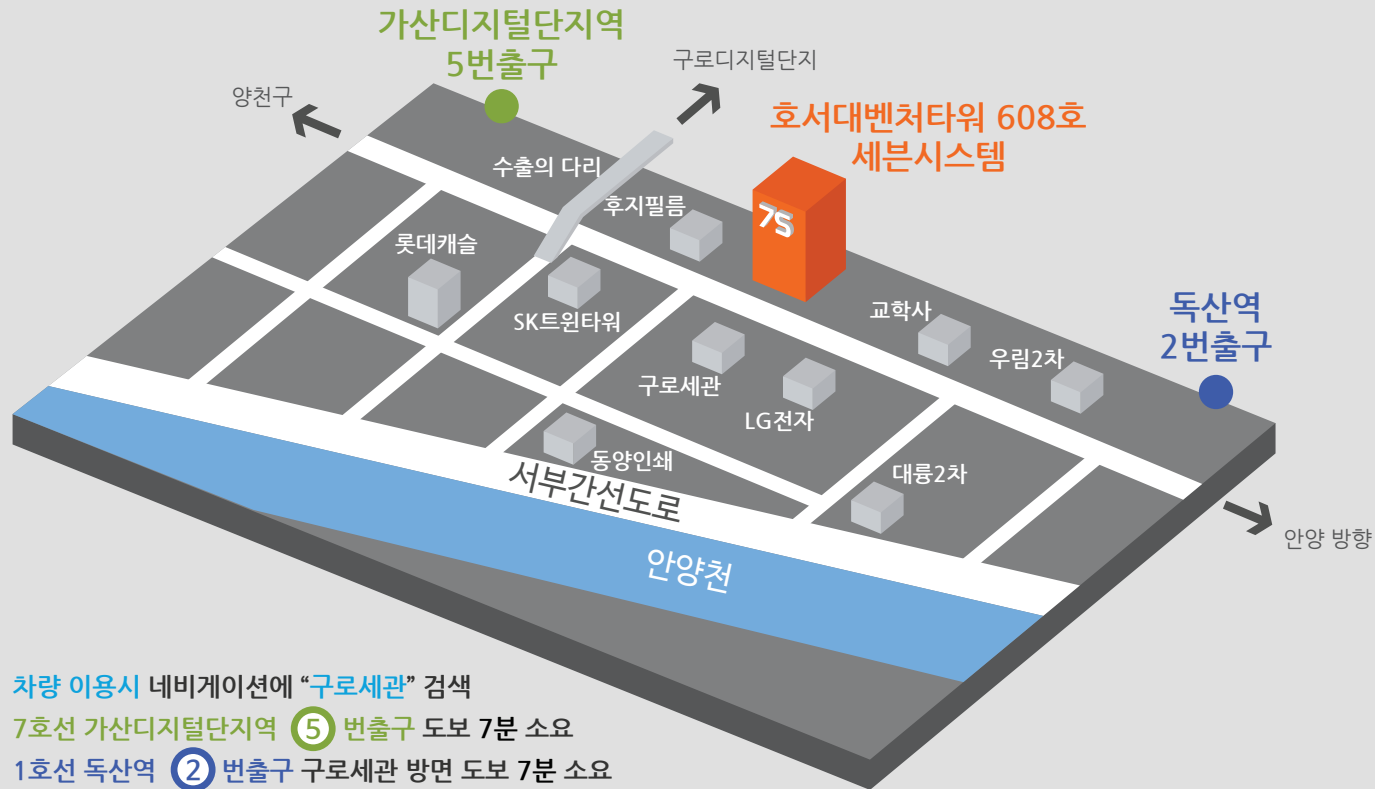 가산디지털단지역
5번출구
구로디지털단지
양천구
호서대벤처타워 608호
세븐시스템
수출의 다리
후지필름
7S
롯데캐슬
SK트윈타워
교학사
독산역
2번출구
우림2차
구로세관
LG전자
동양인쇄
대륭2차
서부간선도로
안양 방향
안양천
차량 이용시 네비게이션에 “구로세관” 검색
7호선 가산디지털단지역 5 번출구 도보 7분 소요
1호선 독산역 2 번출구 구로세관 방면 도보 7분 소요